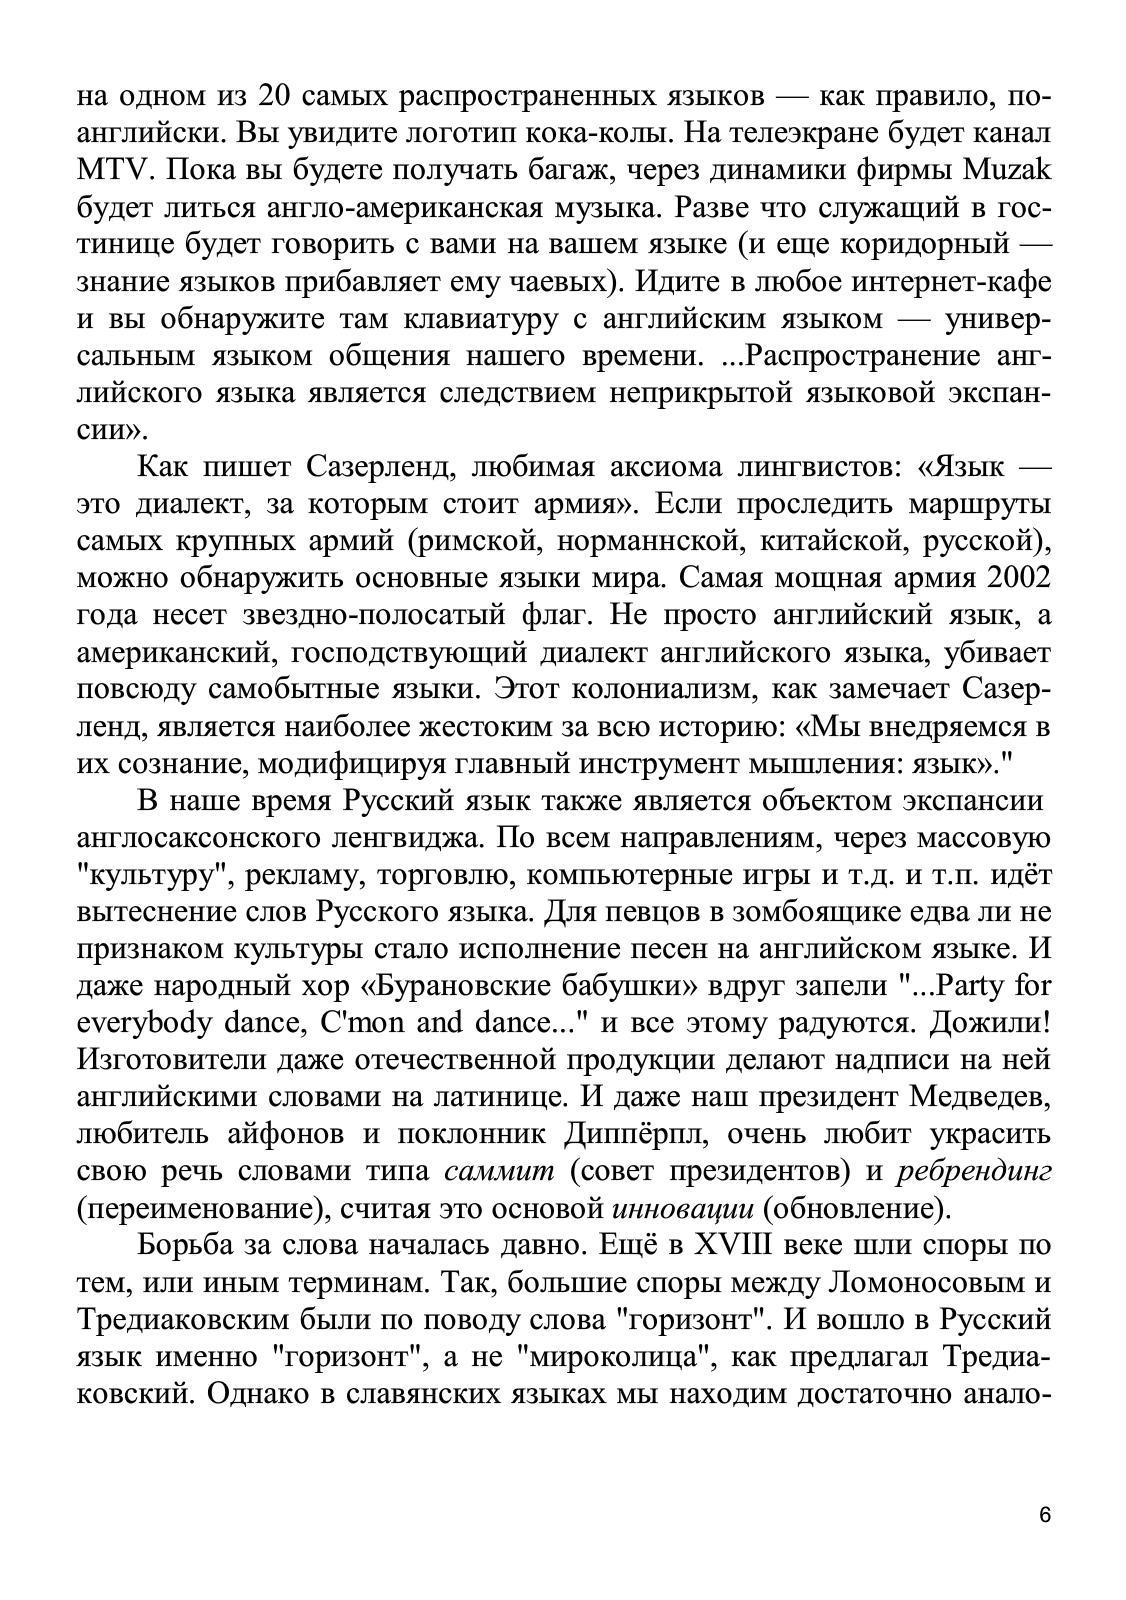 на одном из 20 самых распространенных языков — как правило, по-
английски. Вы увидите логотип кока-колы. На телеэкране будет канал
MTV. Пока вы будете получать багаж, через динамики фирмы Muzak
будет литься англо-американская музыка. Разве что служащий в гос-
тинице будет говорить с вами на вашем языке (и еще коридорный —
знание языков прибавляет ему чаевых). Идите в любое интернет-кафе
и вы обнаружите там клавиатуру с английским языком — универ-
сальным языком общения нашего времени. ...Распространение анг-
лийского языка является следствием неприкрытой языковой экспан-
сии».
Как пишет Сазерленд, любимая аксиома лингвистов: «Язык —
это диалект, за которым стоит армия». Если проследить маршруты
самых крупных армий (римской, норманнской, китайской, русской),
можно обнаружить основные языки мира. Самая мощная армия 2002
года несет звездно-полосатый флаг. Не просто английский язык, а
американский, господствующий диалект английского языка, убивает
повсюду самобытные языки. Этот колониализм, как замечает Сазер-
ленд, является наиболее жестоким за всю историю: «Мы внедряемся в
их сознание, модифицируя главный инструмент мышления: язык»."
В наше время Русский язык также является объектом экспансии
англосаксонского ленгвиджа. По всем направлениям, через массовую
"культуру", рекламу, торговлю, компьютерные игры и т.д. и т.п. идёт
вытеснение слов Русского языка. Для певцов в зомбоящике едва ли не
признаком культуры стало исполнение песен на английском языке. И
даже народный хор «Бурановские бабушки» вдруг запели "...Party for
everybody dance, C'mon and dance..." и все этому радуются. Дожили!
Изготовители даже отечественной продукции делают надписи на ней
английскими словами на латинице. И даже наш президент Медведев,
любитель айфонов и поклонник Диппёрпл, очень любит украсить
свою речь словами типа саммит (совет президентов) и ребрендинг
(переименование), считая это основой инновации (обновление).
Борьба за слова началась давно. Ещё в XVIII веке шли споры по
тем, или иным терминам. Так, большие споры между Ломоносовым и
Тредиаковским были по поводу слова "горизонт". И вошло в Русский
язык именно "горизонт", а не "мироколица", как предлагал Тредиа-
ковский. Однако в славянских языках мы находим достаточно анало-
6